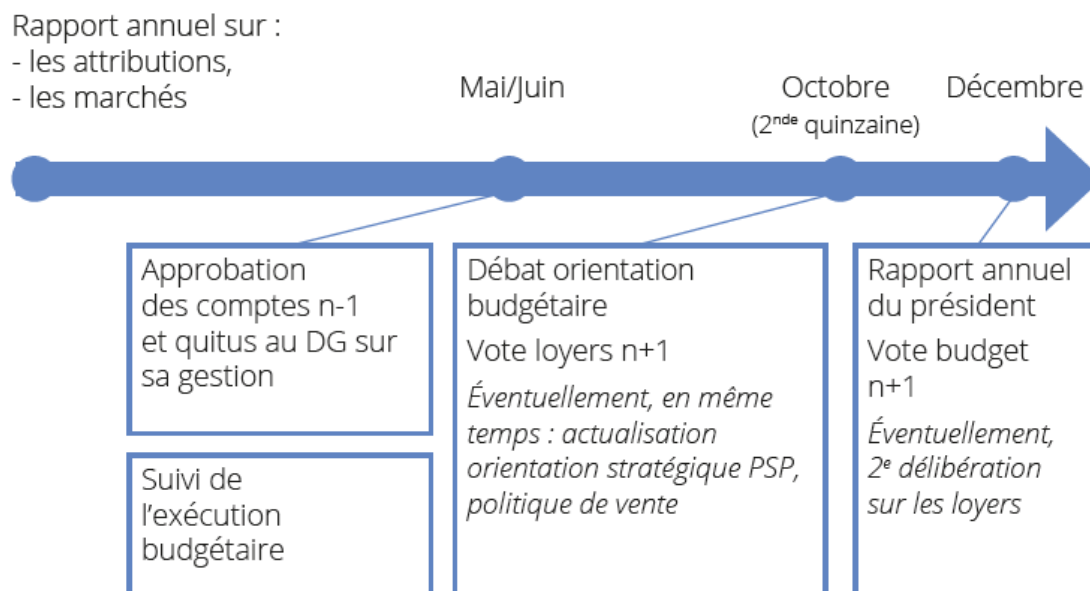 Rapport annuel sur :
- les attributions,
- les marchés
Mai/Juin
Octobre
(2nde quinzaine)
Décembre
Approbation
des comptes n-1
et quitus au DG sur
sa gestion
Suivi de
l'exécution
budgétaire
Débat orientation
budgétaire
Vote loyers n+1
Éventuellement, en même
temps : actualisation
orientation stratégique PSP,
politique de vente
Rapport annuel
du président
Vote budget
n+1
Éventuellement,
2e délibération
sur les loyers